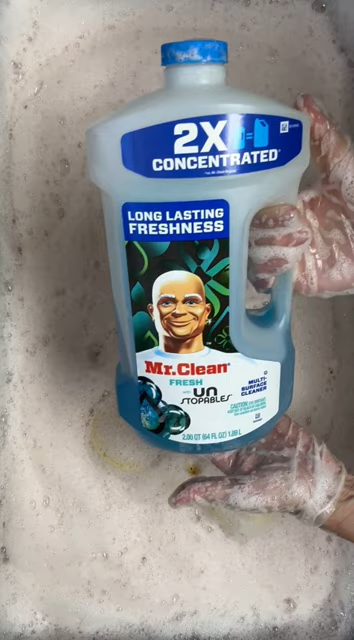 2X
CONCENTRATED
LONG LASTING
FRESHNESS
Mr. Clean
FRESH
UN
STOPABLES
MULTI-
SURFACE
CLEANER
CAUTION:
2.00 QT (64 FL OZ) 1.89 L